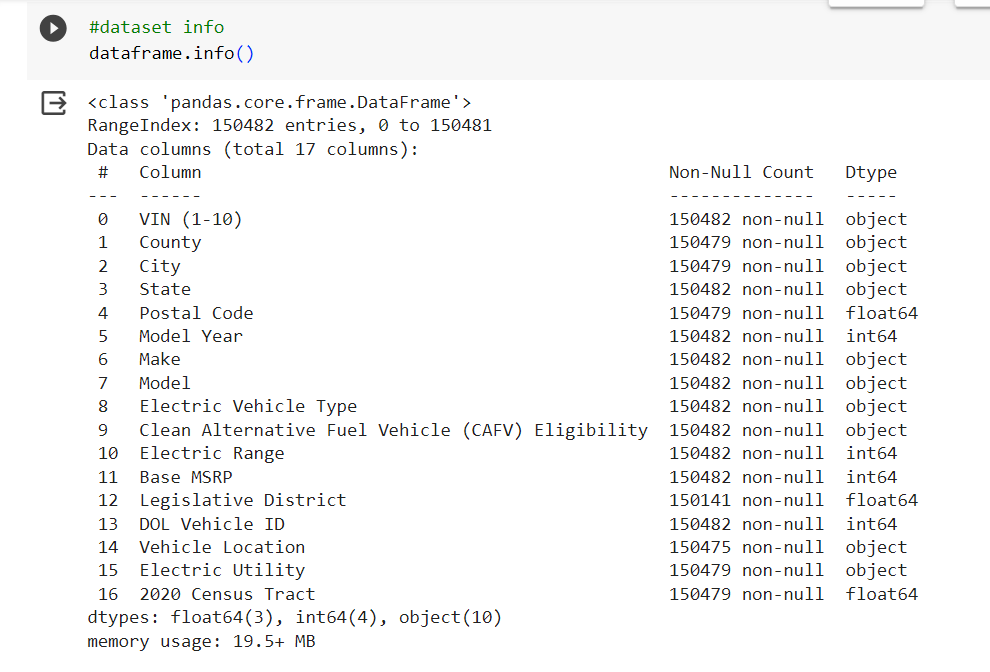 #dataset info
dataframe.info()
<class 'pandas.core.frame.DataFrame'>
RangeIndex: 150482 entries, 0 to 150481
Data columns (total 17 columns):
 #   Column                                             Non-Null Count   Dtype
---  ------                                             --------------   -----
 0   VIN (1-10)                                         150482 non-null  object
 1   County                                             150479 non-null  object
 2   City                                               150479 non-null  object
 3   State                                              150482 non-null  object
 4   Postal Code                                        150479 non-null  float64
 5   Model Year                                         150482 non-null  int64
 6   Make                                               150482 non-null  object
 7   Model                                              150482 non-null  object
 8   Electric Vehicle Type                              150482 non-null  object
 9   Clean Alternative Fuel Vehicle (CAFV) Eligibility  150482 non-null  object
 10  Electric Range                                     150482 non-null  int64
 11  Base MSRP                                          150482 non-null  int64
 12  Legislative District                               150141 non-null  float64
 13  DOL Vehicle ID                                     150482 non-null  int64
 14  Vehicle Location                                   150475 non-null  object
 15  Electric Utility                                   150479 non-null  object
 16  2020 Census Tract                                  150479 non-null  float64
dtypes: float64(3), int64(4), object(10)
memory usage: 19.5+ MB